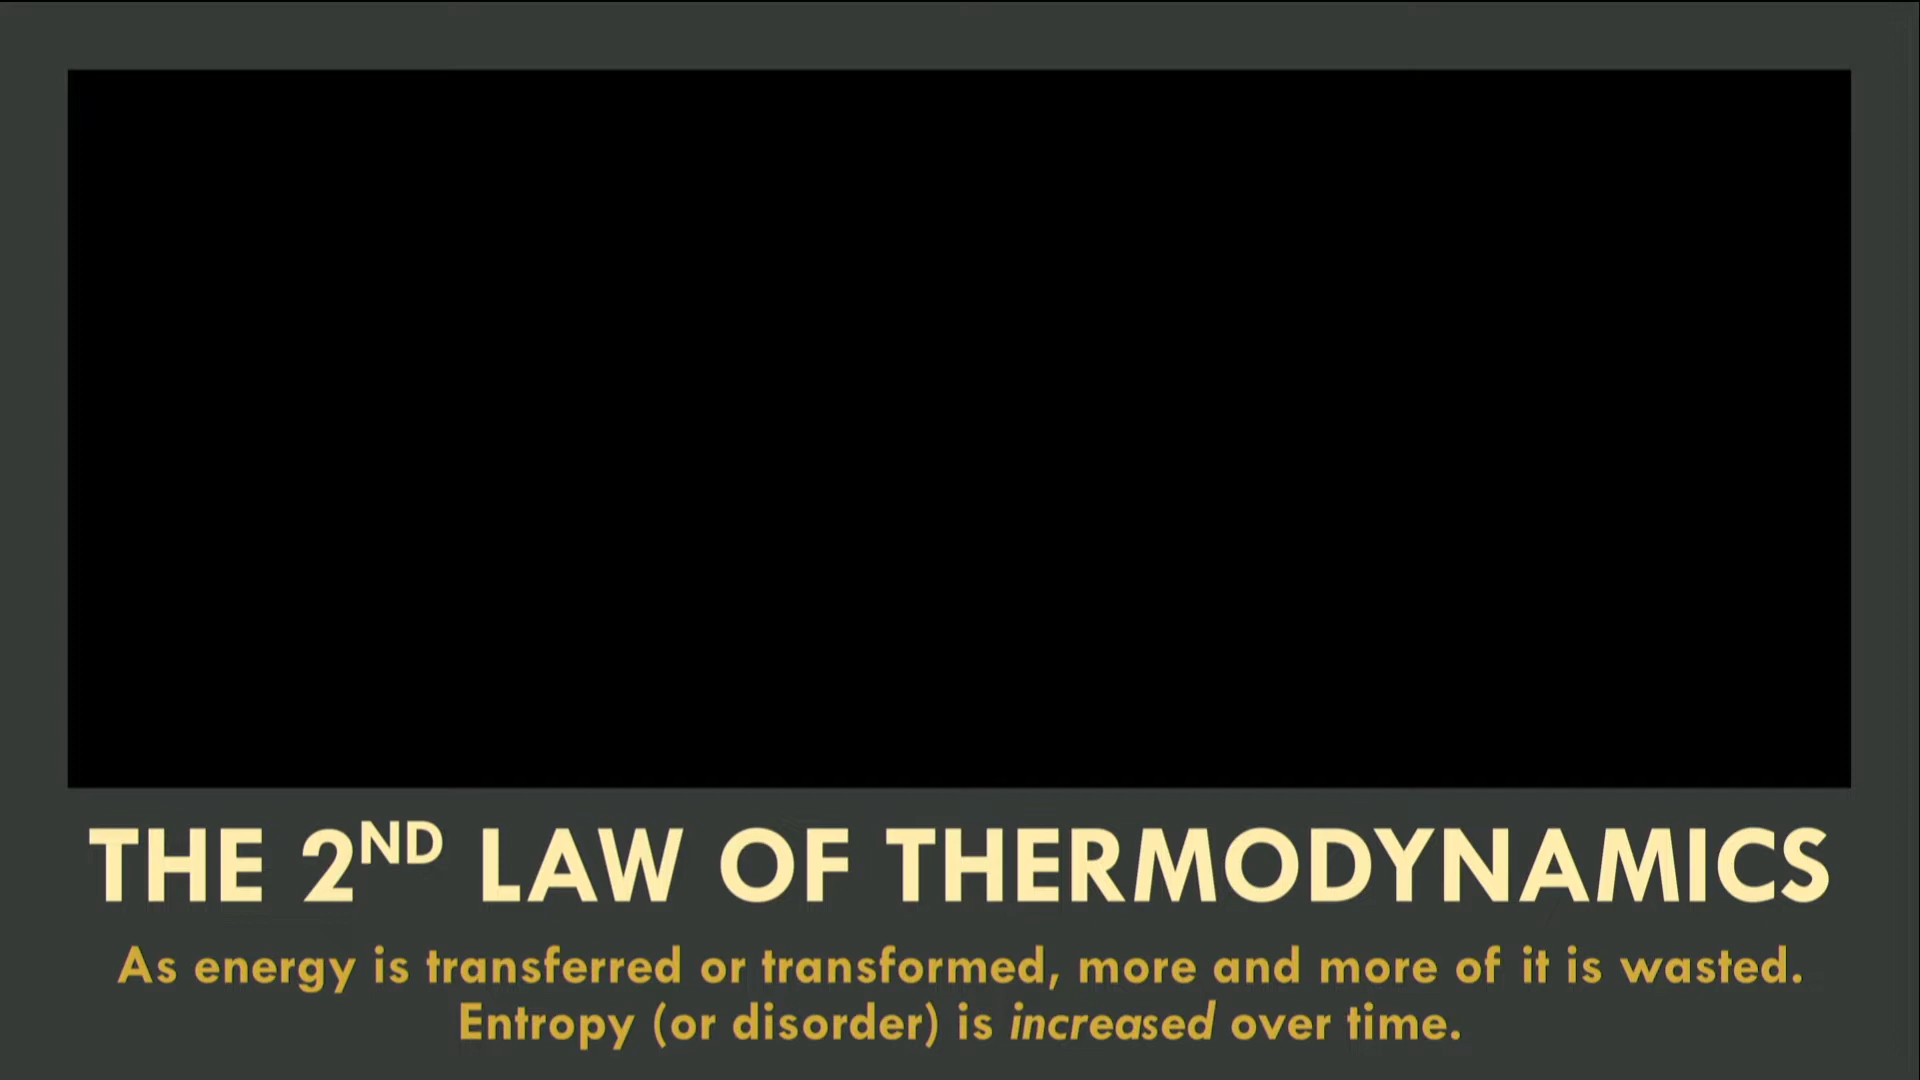 THE 2ND LAW OF THERMODYNAMICS
As energy is transferred or transformed, more and more of it is wasted.
Entropy (or disorder) is increased over time.